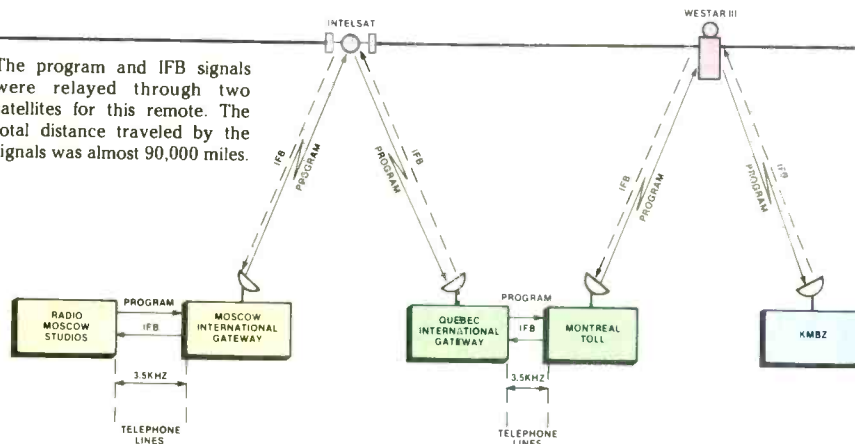 INTELSAT
WESTAR III
The program and IFB signals
were relayed through two
satellites for this remote. The
total distance traveled by the
signals was almost 90,000 miles.
IFB
PROGRAM
PROGRAM
IFB
IFB
PROGRAM
PROGRAM
IFB
RADIO
MOSCOW
STUDIOS
PROGRAM
IFB
MOSCOW
INTERNATIONAL
GATEWAY
QUEBEC
INTERNATIONAL
GATEWAY
PROGRAM
IFB
MONTREAL
TOLL
KMBZ
3.5KHZ
TELEPHONE
LINES
3.5KHZ
TELEPHONE
LINES